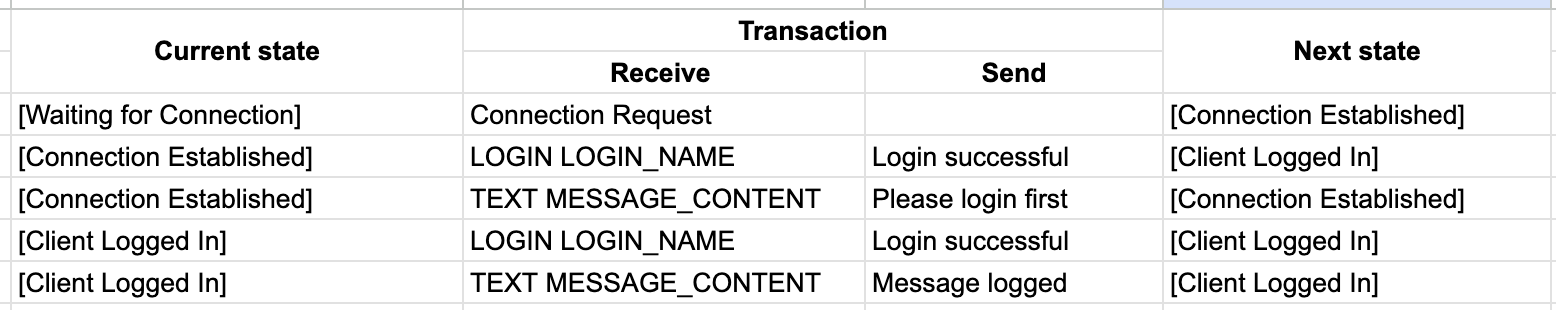 Current state Transaction Next state
Receive Send
[Waiting for Connection] Connection Request [Connection Established]
[Connection Established] LOGIN LOGIN_NAME Login successful [Client Logged In]
[Connection Established] TEXT MESSAGE_CONTENT Please login first [Connection Established]
[Client Logged In] LOGIN LOGIN_NAME Login successful [Client Logged In]
[Client Logged In] TEXT MESSAGE_CONTENT Message logged [Client Logged In]